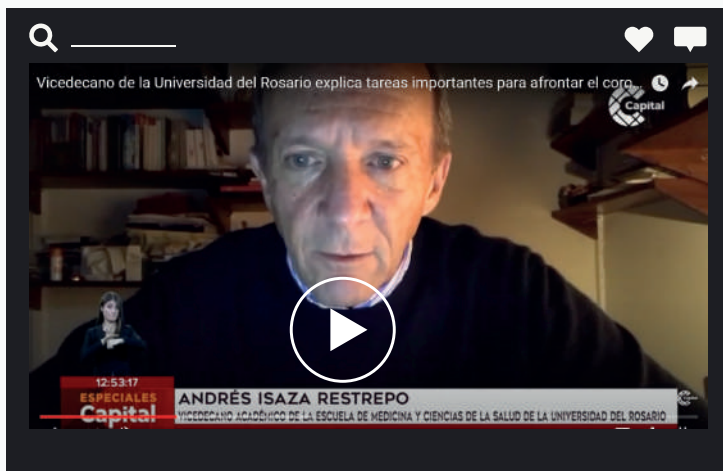 Vicedecano de la Universidad del Rosario explica tareas importantes para afrontar el coro...
Capital
12:53:17
ESPECIALES
Capital
ANDRÉS ISAZA RESTREPO
VICEDECANO ACADÉMICO DE LA ESCUELA DE MEDICINA Y CIENCIAS DE LA SALUD DE LA UNIVERSIDAD DEL ROSARIO